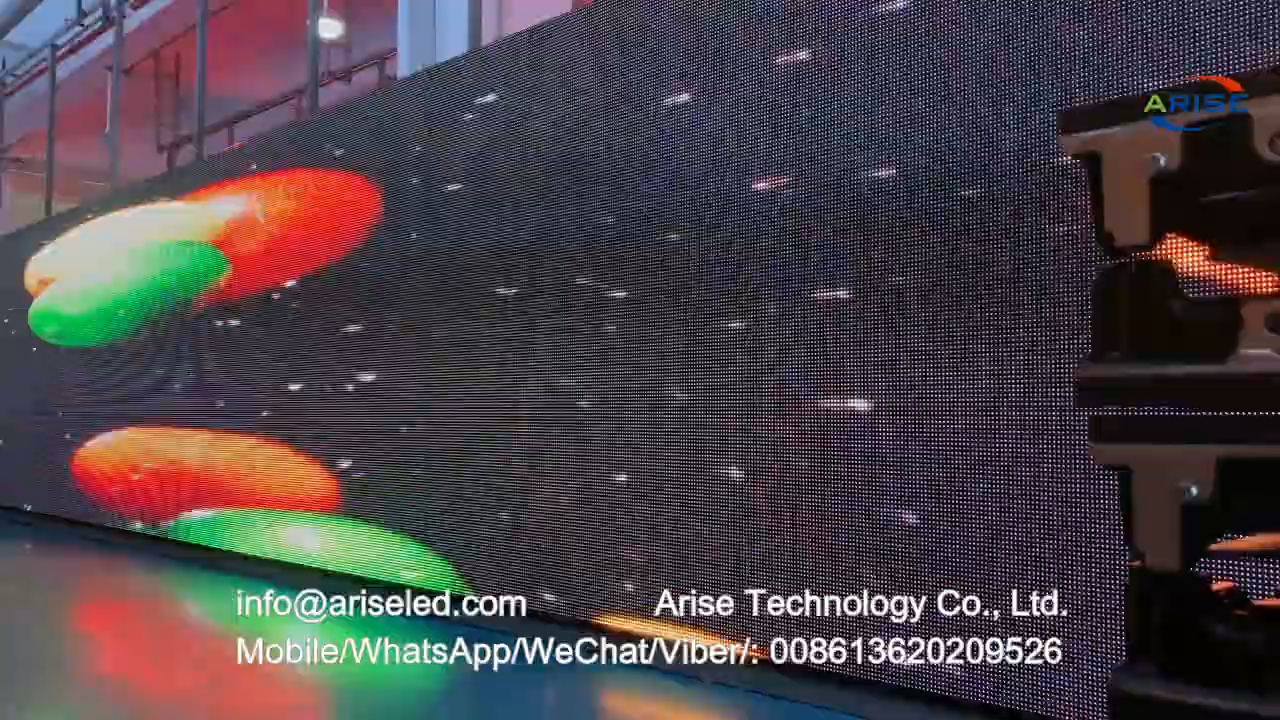 ARISE
info@ariseled.com Arise Technology Co., Ltd.
Mobile/WhatsApp/WeChat/Viber/: 008613620209526